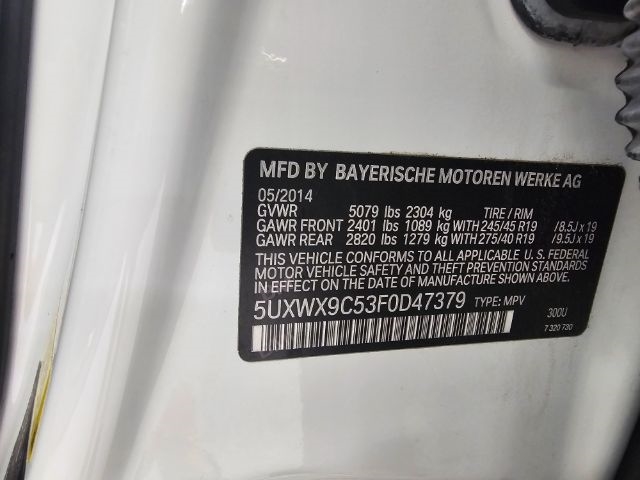 MFD BY BAYERISCHE MOTOREN WERKE AG
05/2014
GVWR 5079 lbs 2304 kg TIRE / RIM
GAWR FRONT 2401 lbs 1089 kg WITH 245/45 R19 /8.5J x 19
GAWR REAR 2820 lbs 1279 kg WITH 275/40 R19 /9.5J x 19
THIS VEHICLE CONFORMS TO ALL APPLICABLE U. S. FEDERAL
MOTOR VEHICLE SAFETY AND THEFT PREVENTION STANDARDS
IN EFFECT ON THE DATE OF MANUFACTURE SHOWN ABOVE.
5UXWX9C53F0D47379 TYPE: MPV
300U
7 320 730